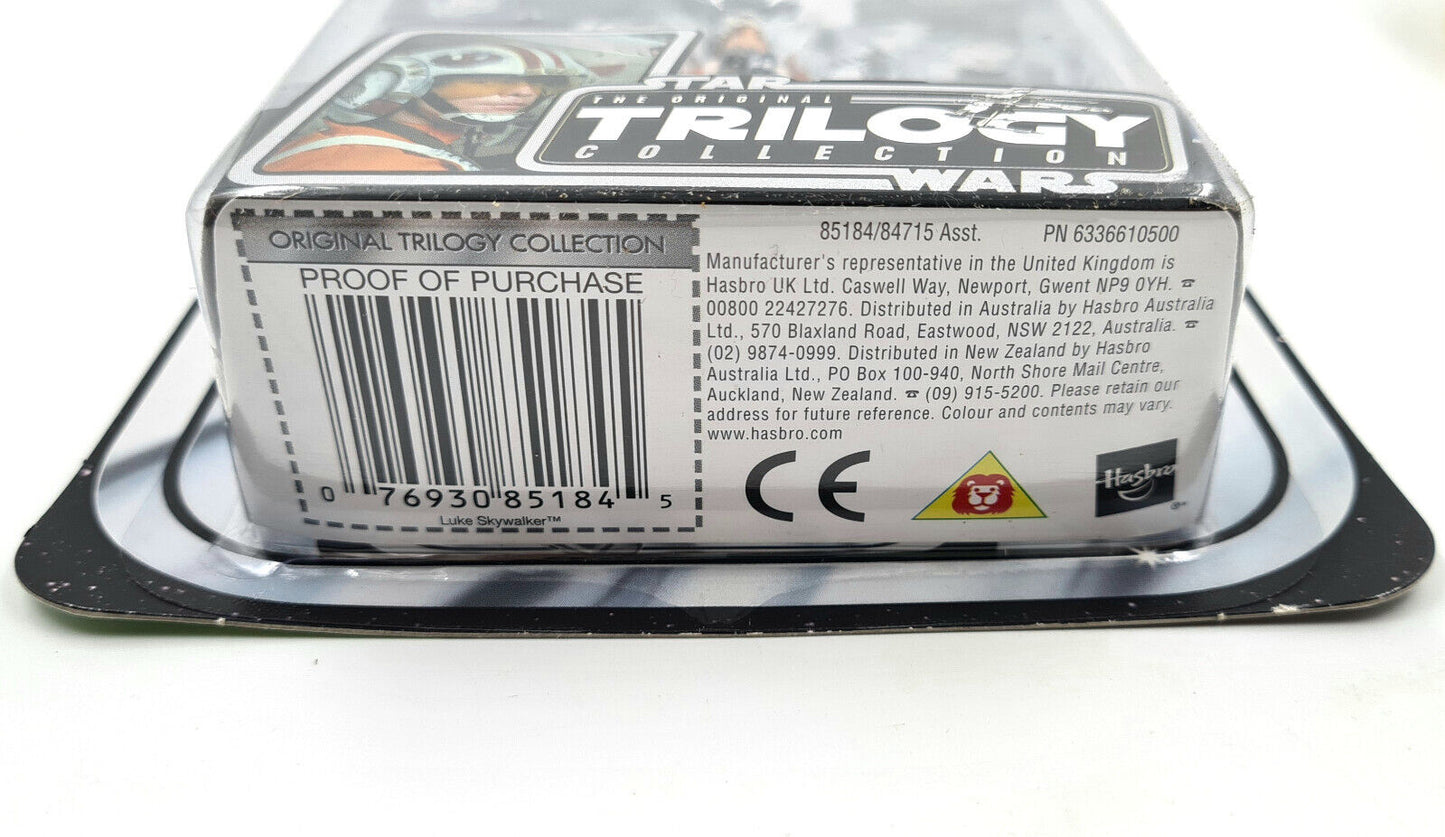 STAR
THE ORIGINAL
TRILOGY
COLLECTION
WARS
ORIGINAL TRILOGY COLLECTION
PROOF OF PURCHASE
0 76930 85184 5
Luke Skywalker™
85184/84715 Asst. PN 6336610500
Manufacturer's representative in the United Kingdom is
Hasbro UK Ltd. Caswell Way, Newport, Gwent NP9 0YH. ☎
00800 22427276. Distributed in Australia by Hasbro Australia
Ltd., 570 Blaxland Road, Eastwood, NSW 2122, Australia. ☎
(02) 9874-0999. Distributed in New Zealand by Hasbro
Australia Ltd., PO Box 100-940, North Shore Mail Centre,
Auckland, New Zealand. ☎ (09) 915-5200. Please retain our
address for future reference. Colour and contents may vary.
www.hasbro.com
CE
Hasbro
®